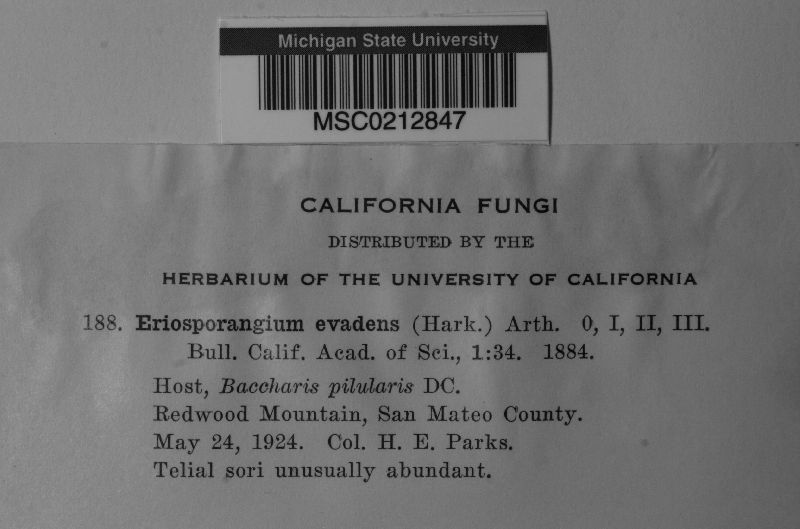 Michigan State University
MSC0212847
CALIFORNIA FUNGI
DISTRIBUTED BY THE
HERBARIUM OF THE UNIVERSITY OF CALIFORNIA
188. Eriosporangium evadens (Hark.) Arth. 0, I, II, III.
Bull. Calif. Acad. of Sci., 1:34. 1884.
Host, Baccharis pilularis DC.
Redwood Mountain, San Mateo County.
May 24, 1924. Col. H. E. Parks.
Telial sori unusually abundant.